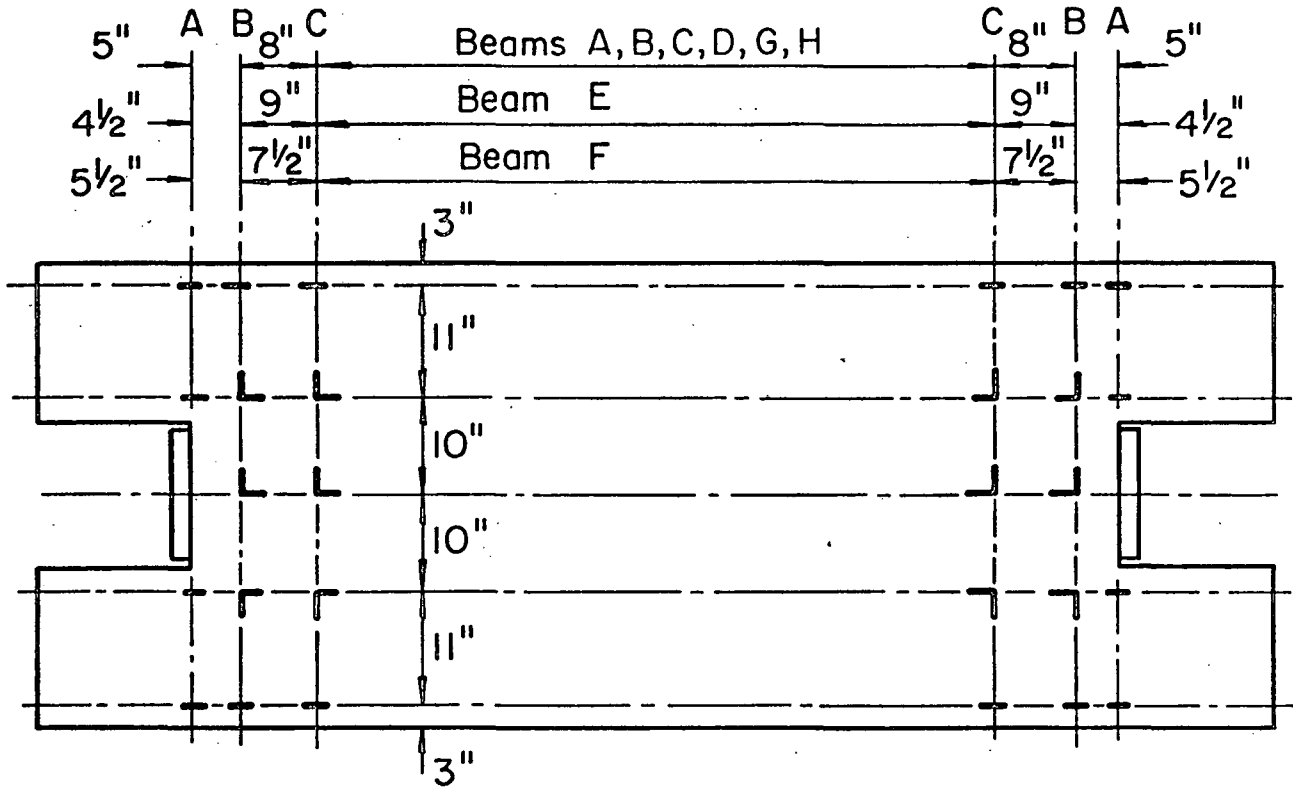 A B C C B A
5" 8" Beams A, B, C, D, G, H 8" 5"
4½" 9" Beam E 9" 4½"
5½" 7½" Beam F 7½" 5½"
3"
11"
10"
10"
11"
3"